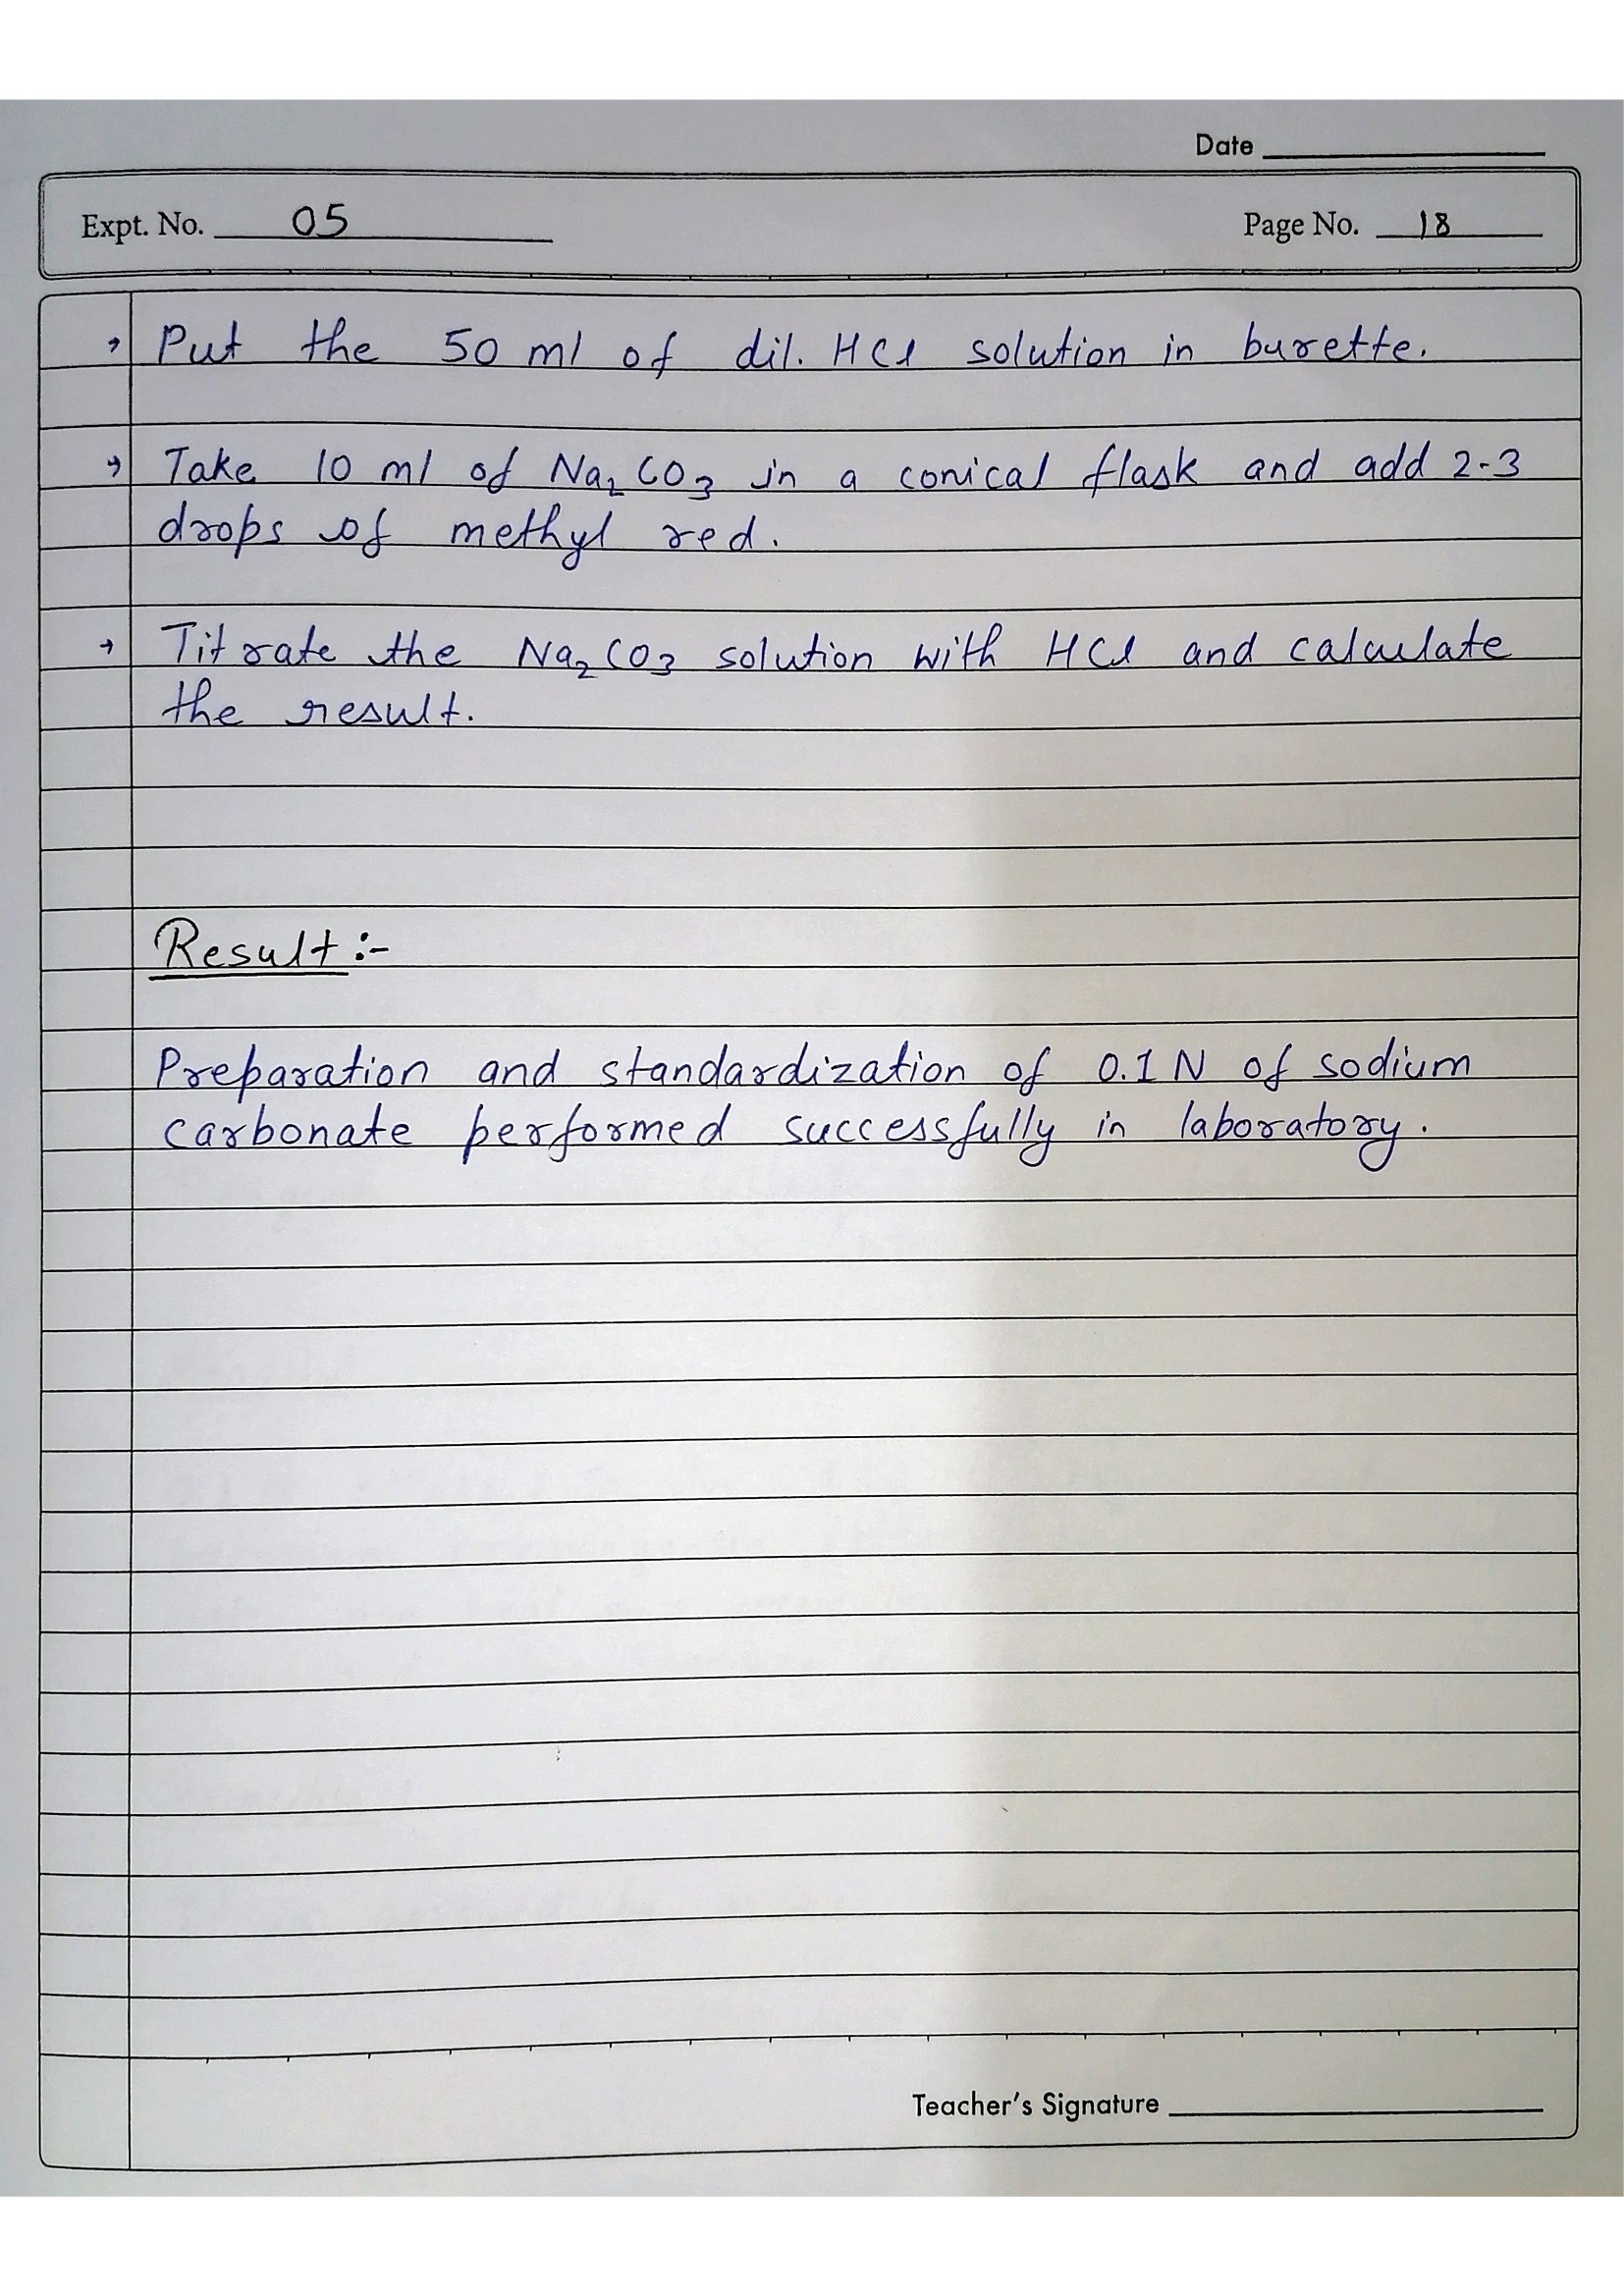 Date
Expt. No. 05
Page No. 18
→ Put the 50 ml of dil. HCl solution in burette.
→ Take 10 ml of Na₂CO₃ in a conical flask and add 2-3
drops of methyl red.
→ Titrate the Na₂CO₃ solution with HCl and calculate
the result.
Result :-
Preparation and standardization of 0.1 N of sodium
carbonate performed successfully in laboratory.
Teacher's Signature